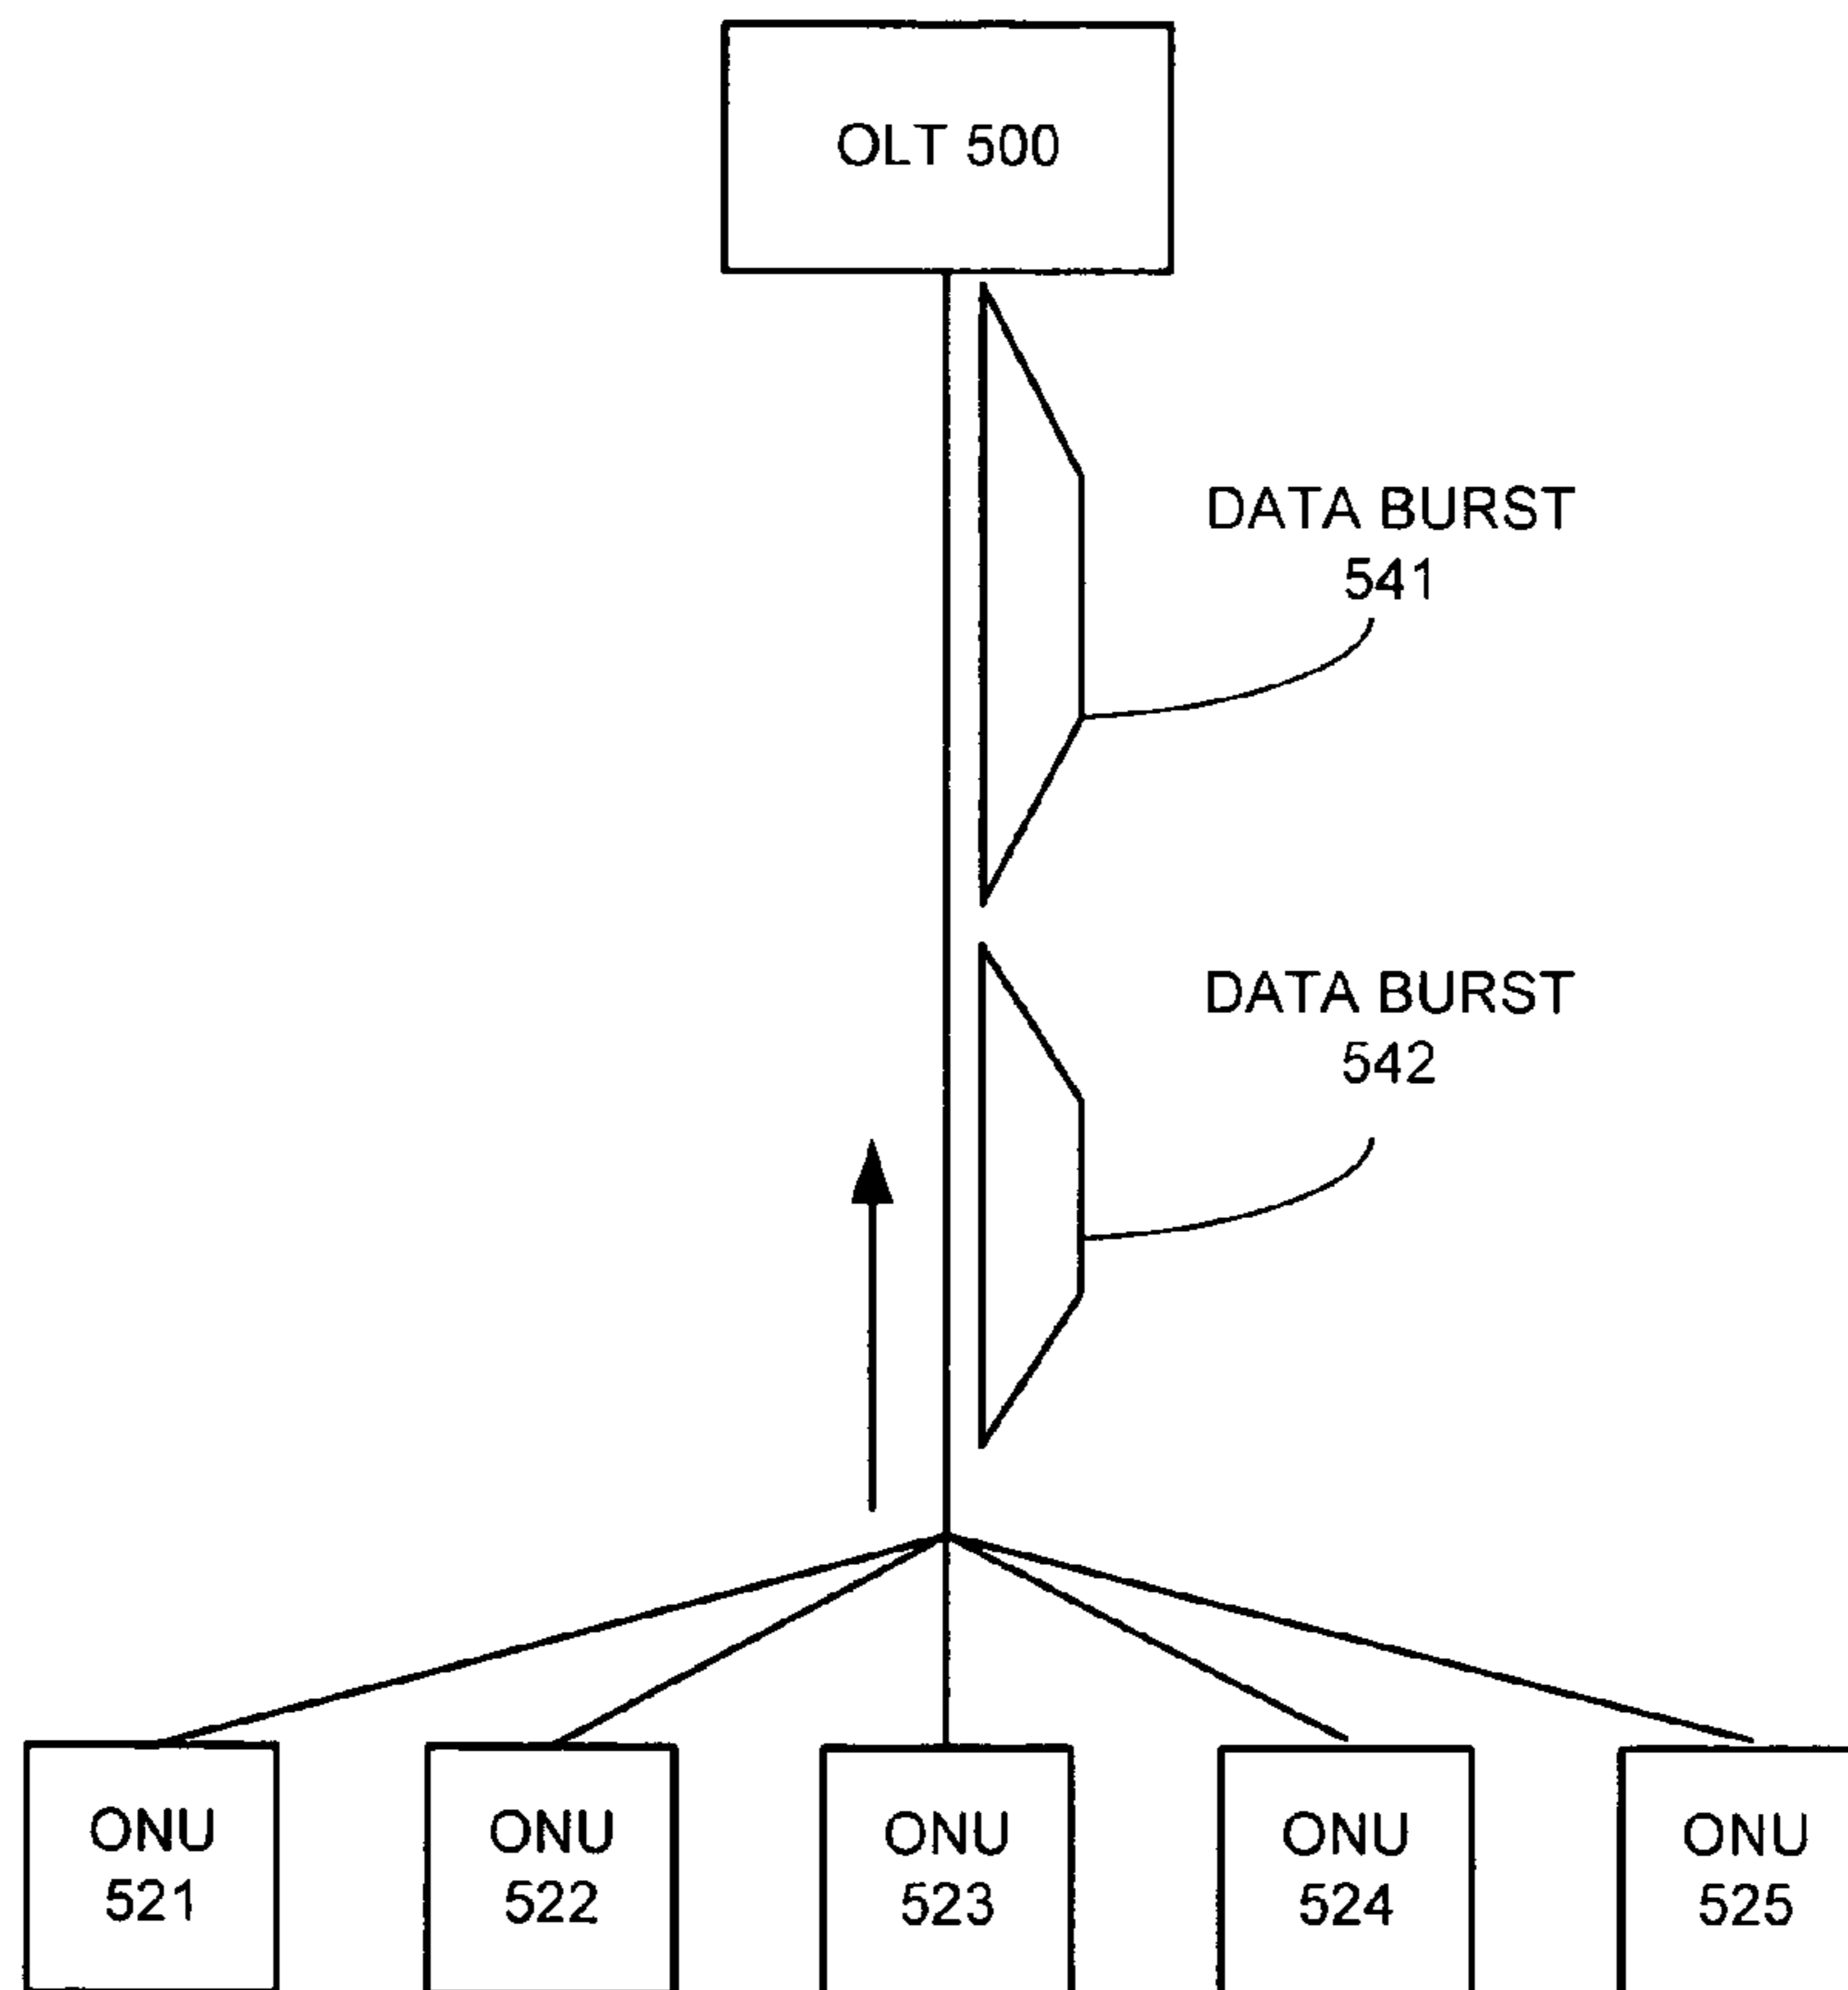 OLT 500
DATA BURST
541
DATA BURST
542
ONU
521
ONU
522
ONU
523
ONU
524
ONU
525